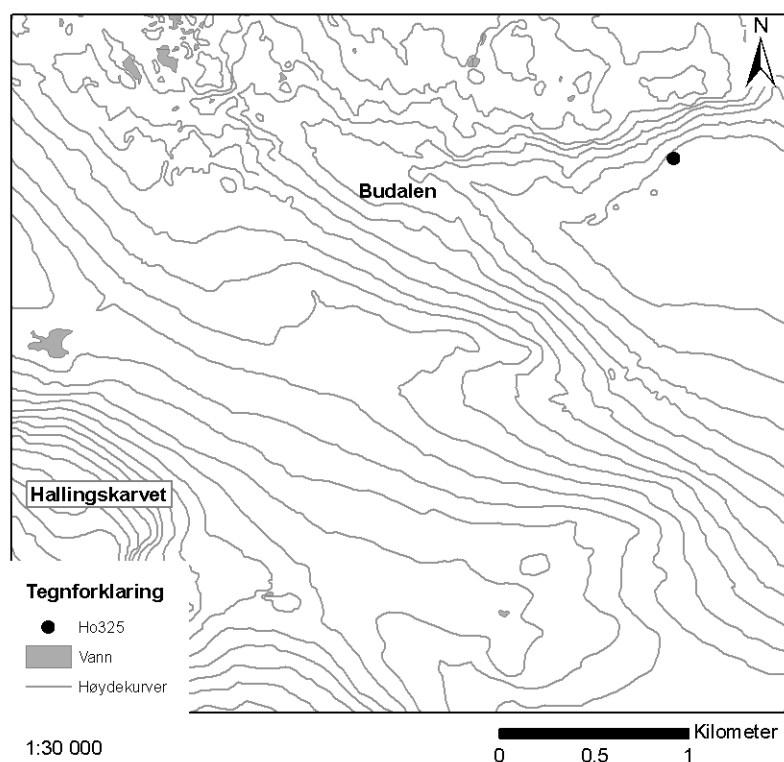 N
Budalen
Hallingskarvet
Tegnforklaring
Ho325
Vann
Høydekurver
1:30 000
Kilometer
0 0.5 1